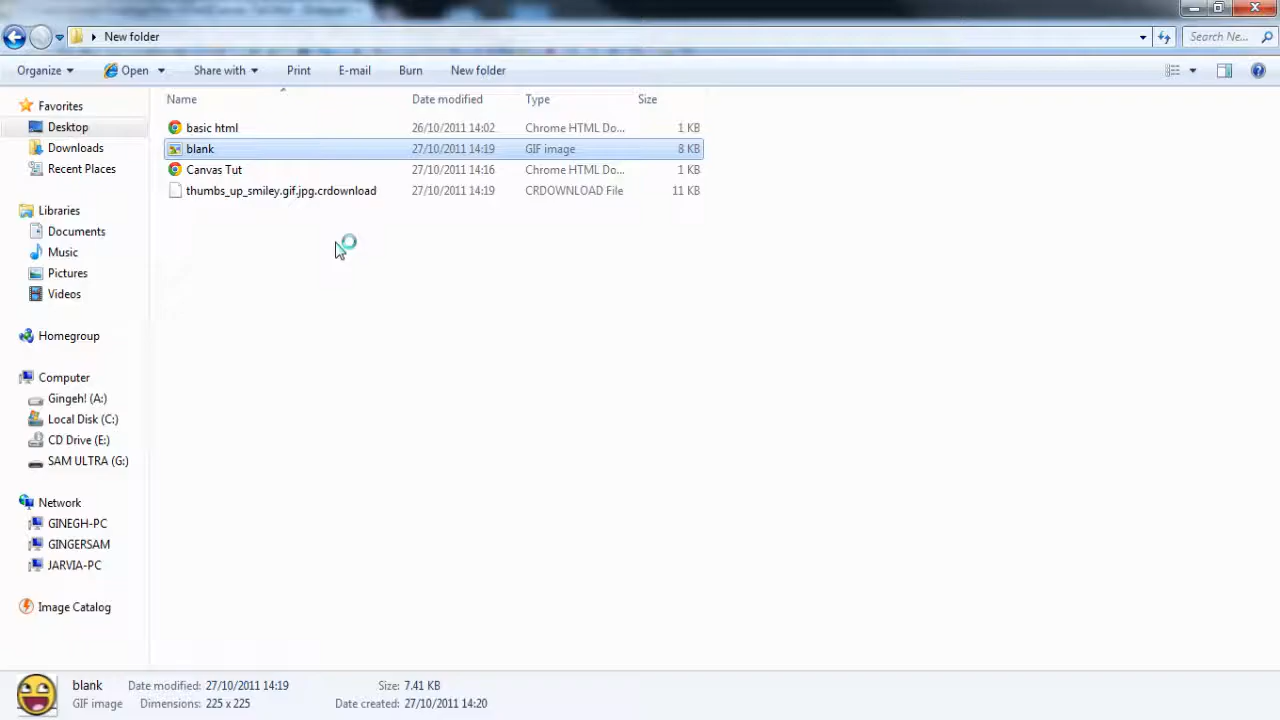 New folder
Search Ne...
Organize Open Share with Print E-mail Burn New folder
Name Date modified Type Size
Favorites
Desktop
Downloads
Recent Places
Libraries
Documents
Music
Pictures
Videos
Homegroup
Computer
Gingeh! (A:)
Local Disk (C:)
CD Drive (E:)
SAM ULTRA (G:)
Network
GINEGH-PC
GINGERSAM
JARVIA-PC
Image Catalog
basic html 26/10/2011 14:02 Chrome HTML Do... 1 KB
blank 27/10/2011 14:19 GIF image 8 KB
Canvas Tut 27/10/2011 14:16 Chrome HTML Do... 1 KB
thumbs_up_smiley.gif.jpg.crdownload 27/10/2011 14:19 CRDOWNLOAD File 11 KB
blank Date modified: 27/10/2011 14:19 Size: 7.41 KB
GIF image Dimensions: 225 x 225 Date created: 27/10/2011 14:20